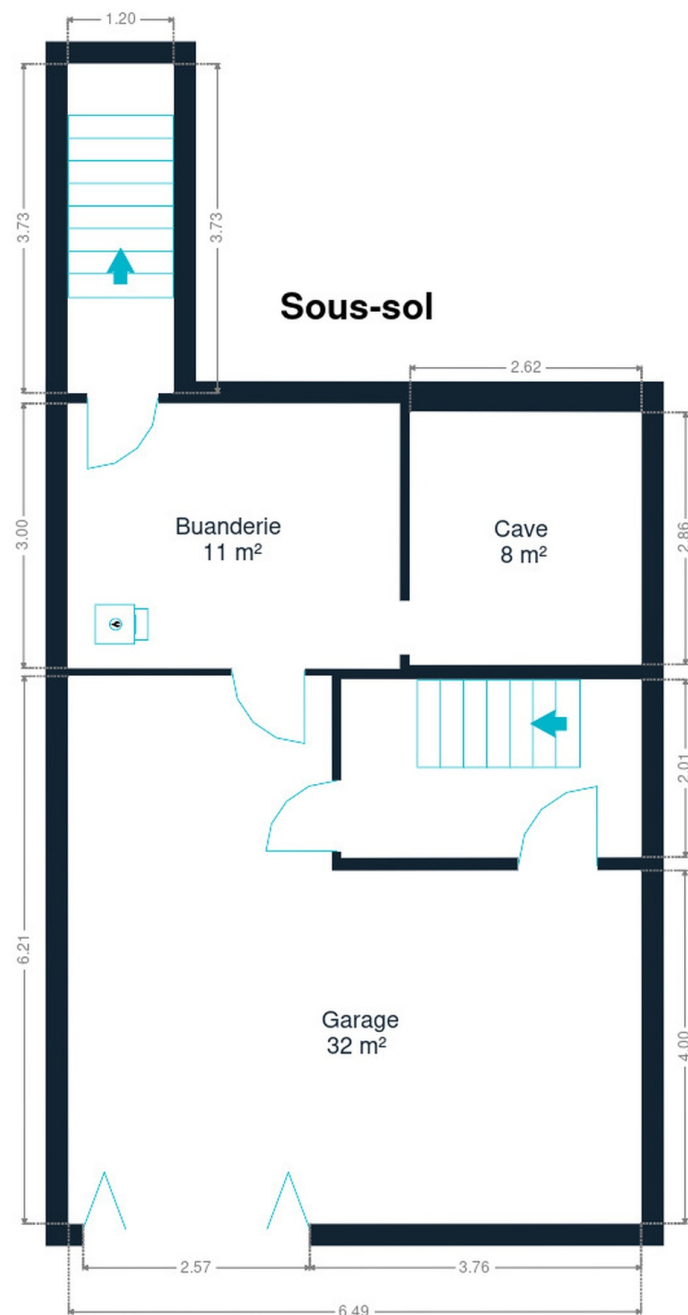 1.20
3.73
3.73
Sous-sol
2.62
3.00
Buanderie
11 m²
Cave
8 m²
2.86
2.01
6.21
Garage
32 m²
4.00
2.57
3.76
6.49